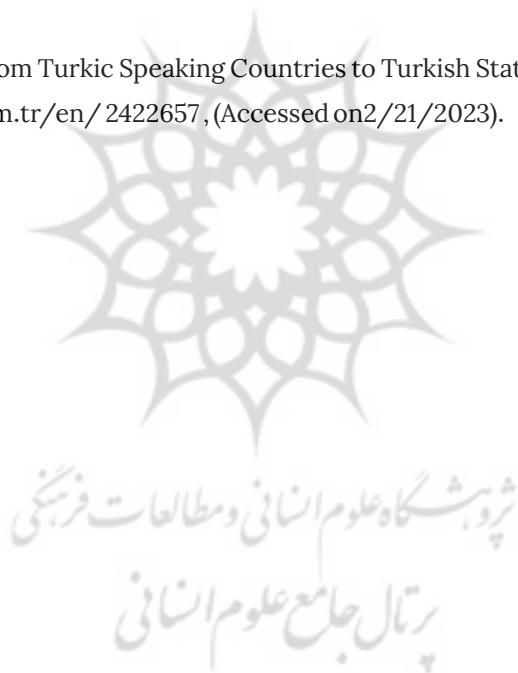 om Turkic Speaking Countries to Turkish Stat
m.tr/en/ 2422657 , (Accessed on2/21/2023).
پژوهشگاه علوم انسانی و مطالعات فرهنگی
پرتال جامع علوم انسانی